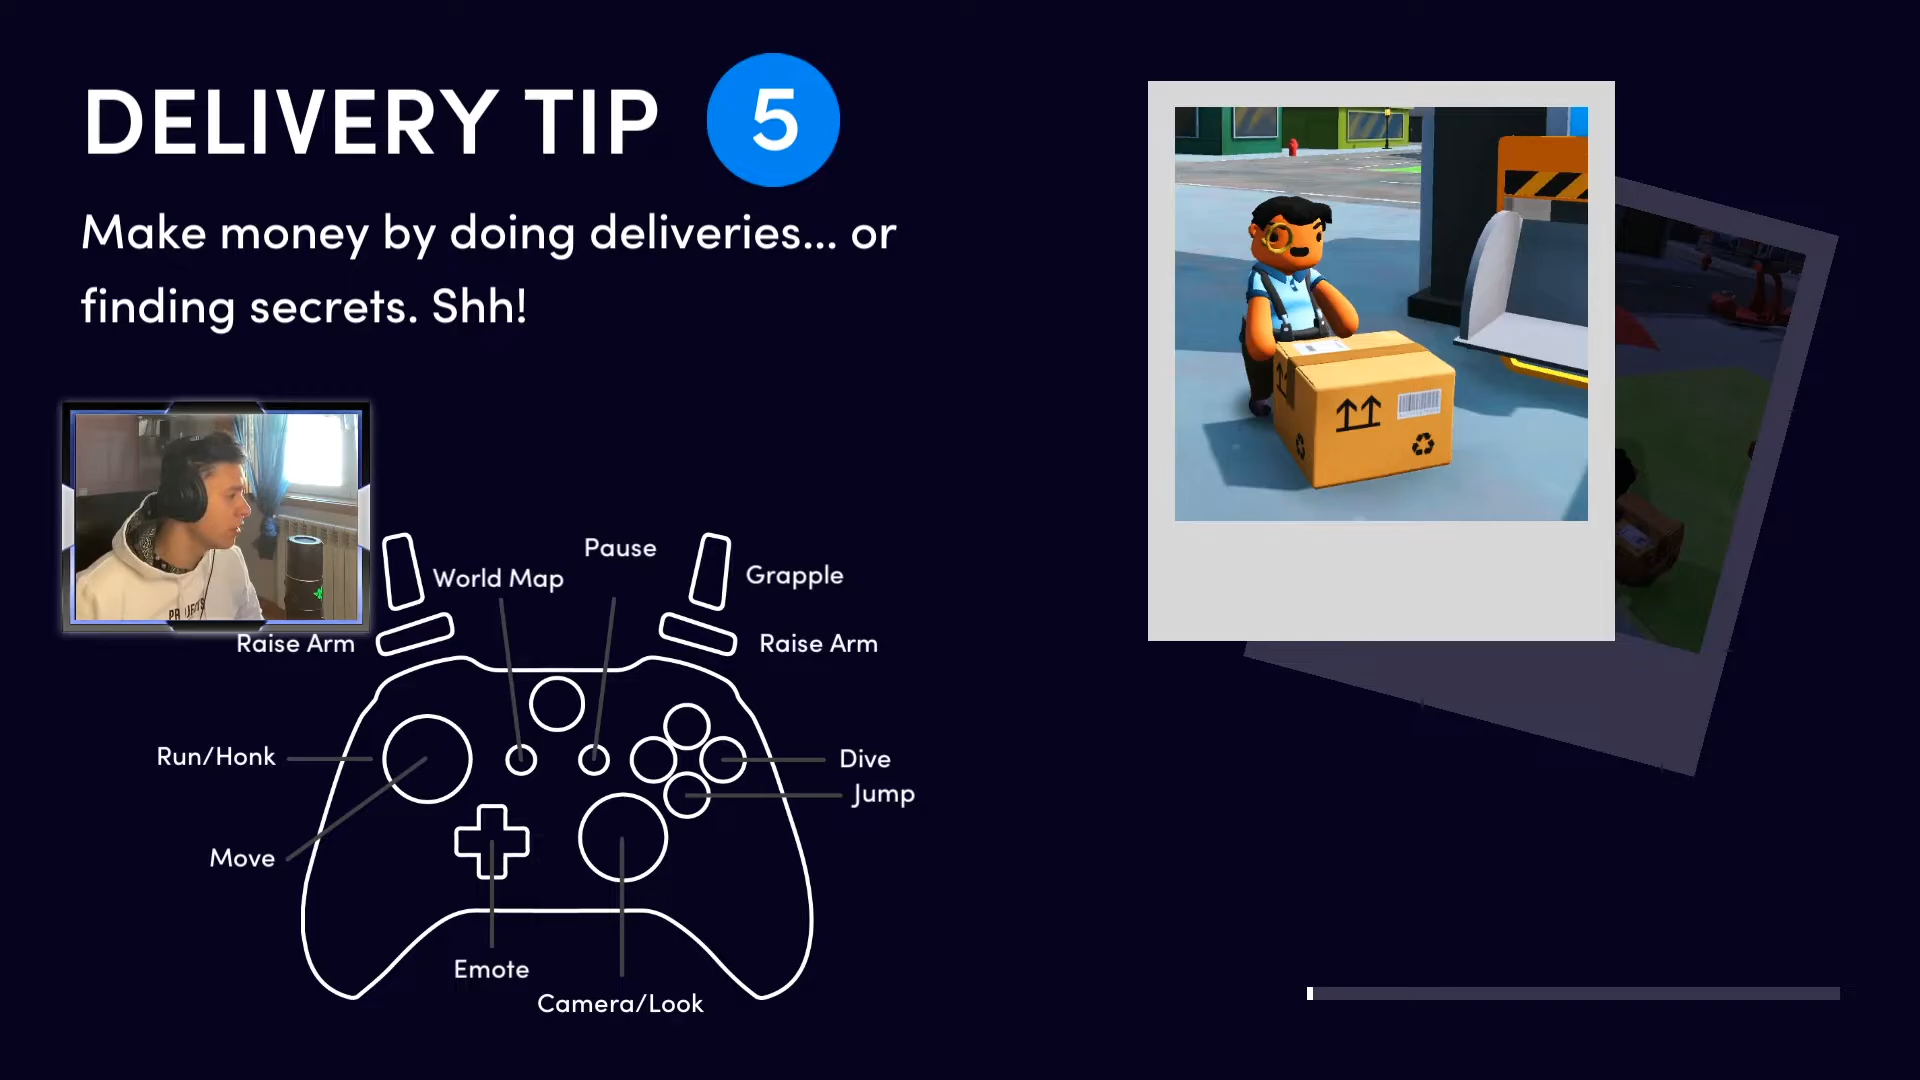 DELIVERY TIP 5
Make money by doing deliveries... or
finding secrets. Shh!
Pause
World Map
Grapple
Raise Arm
Raise Arm
Run/Honk
Dive
Jump
Move
Emote
Camera/Look